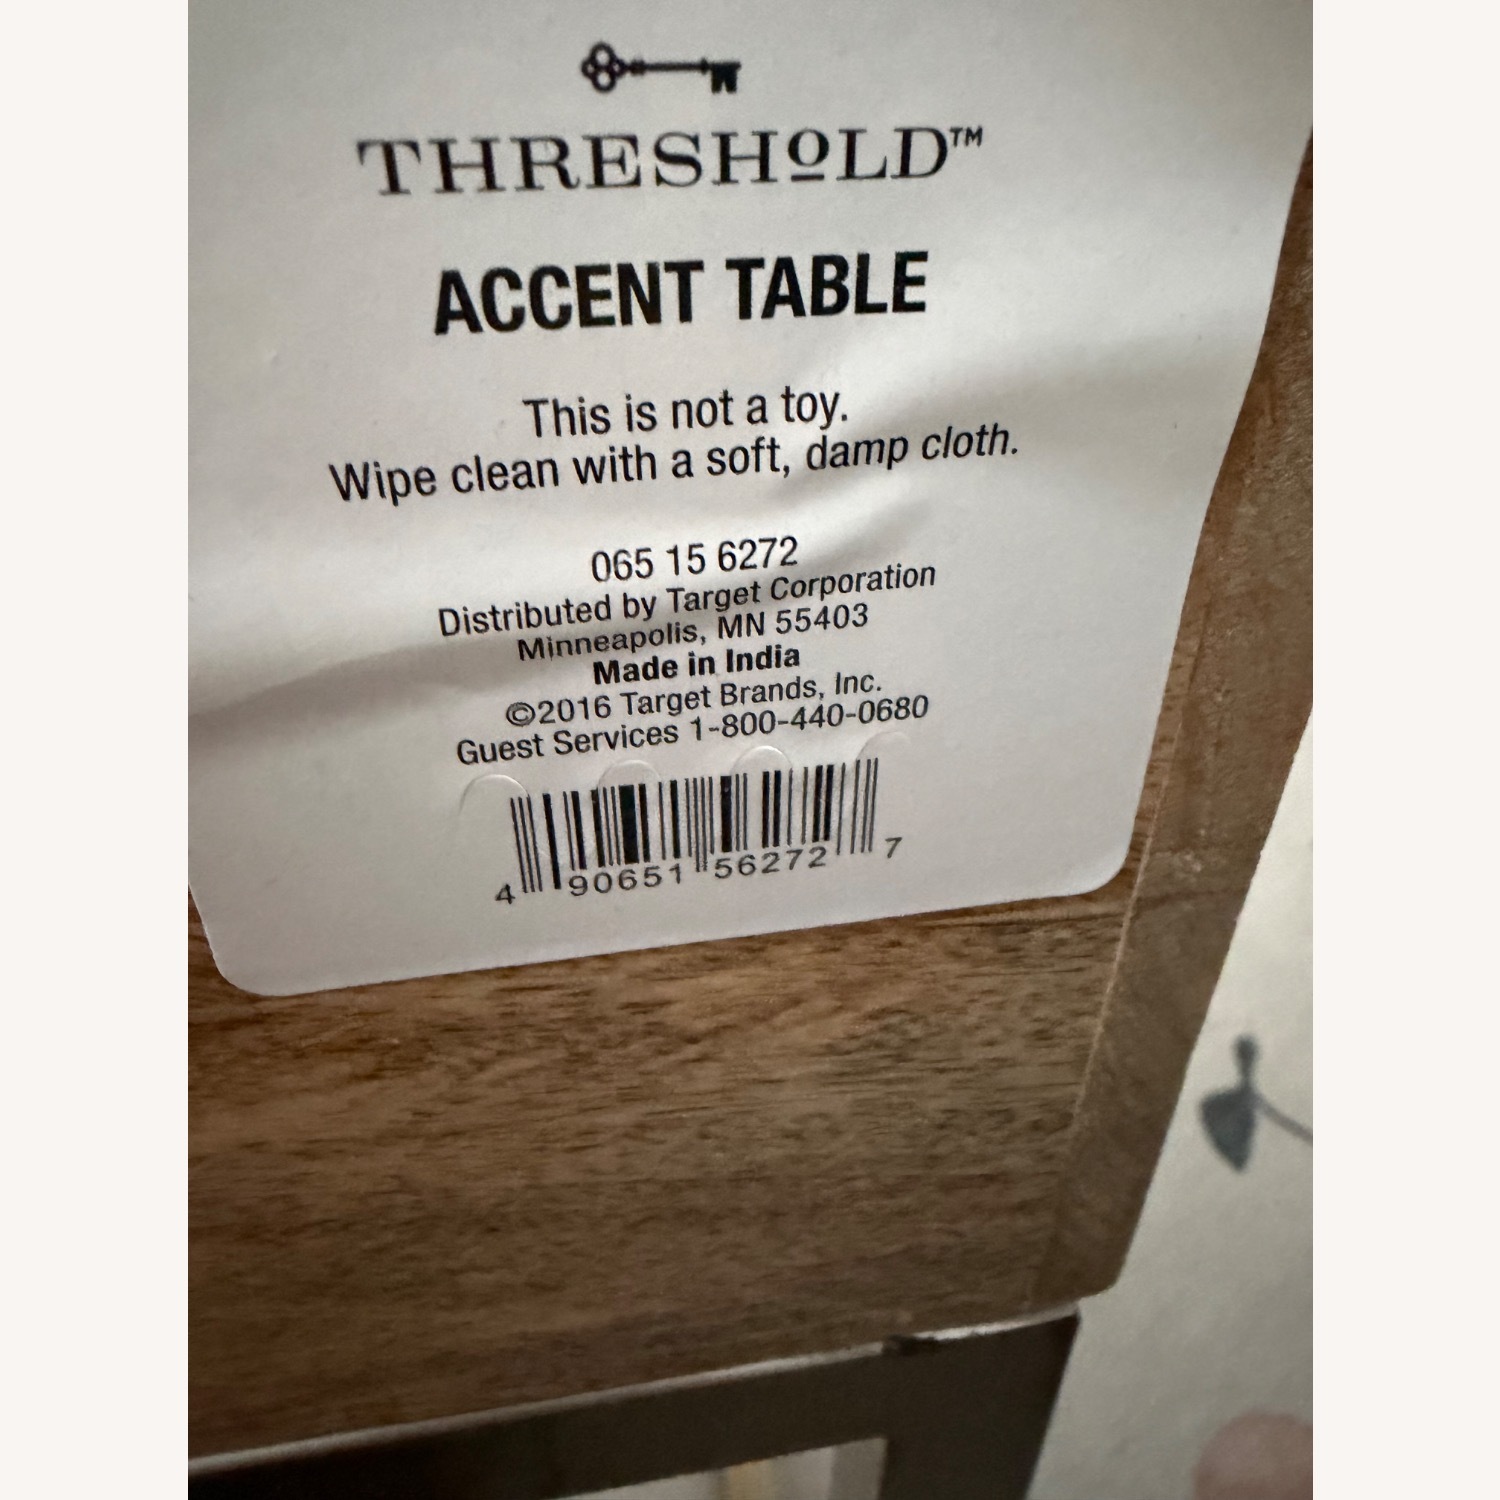 THRESHOLD™
ACCENT TABLE
This is not a toy.
Wipe clean with a soft, damp cloth.
065 15 6272
Distributed by Target Corporation
Minneapolis, MN 55403
Made in India
©2016 Target Brands, Inc.
Guest Services 1-800-440-0680
4 90651 56272 7